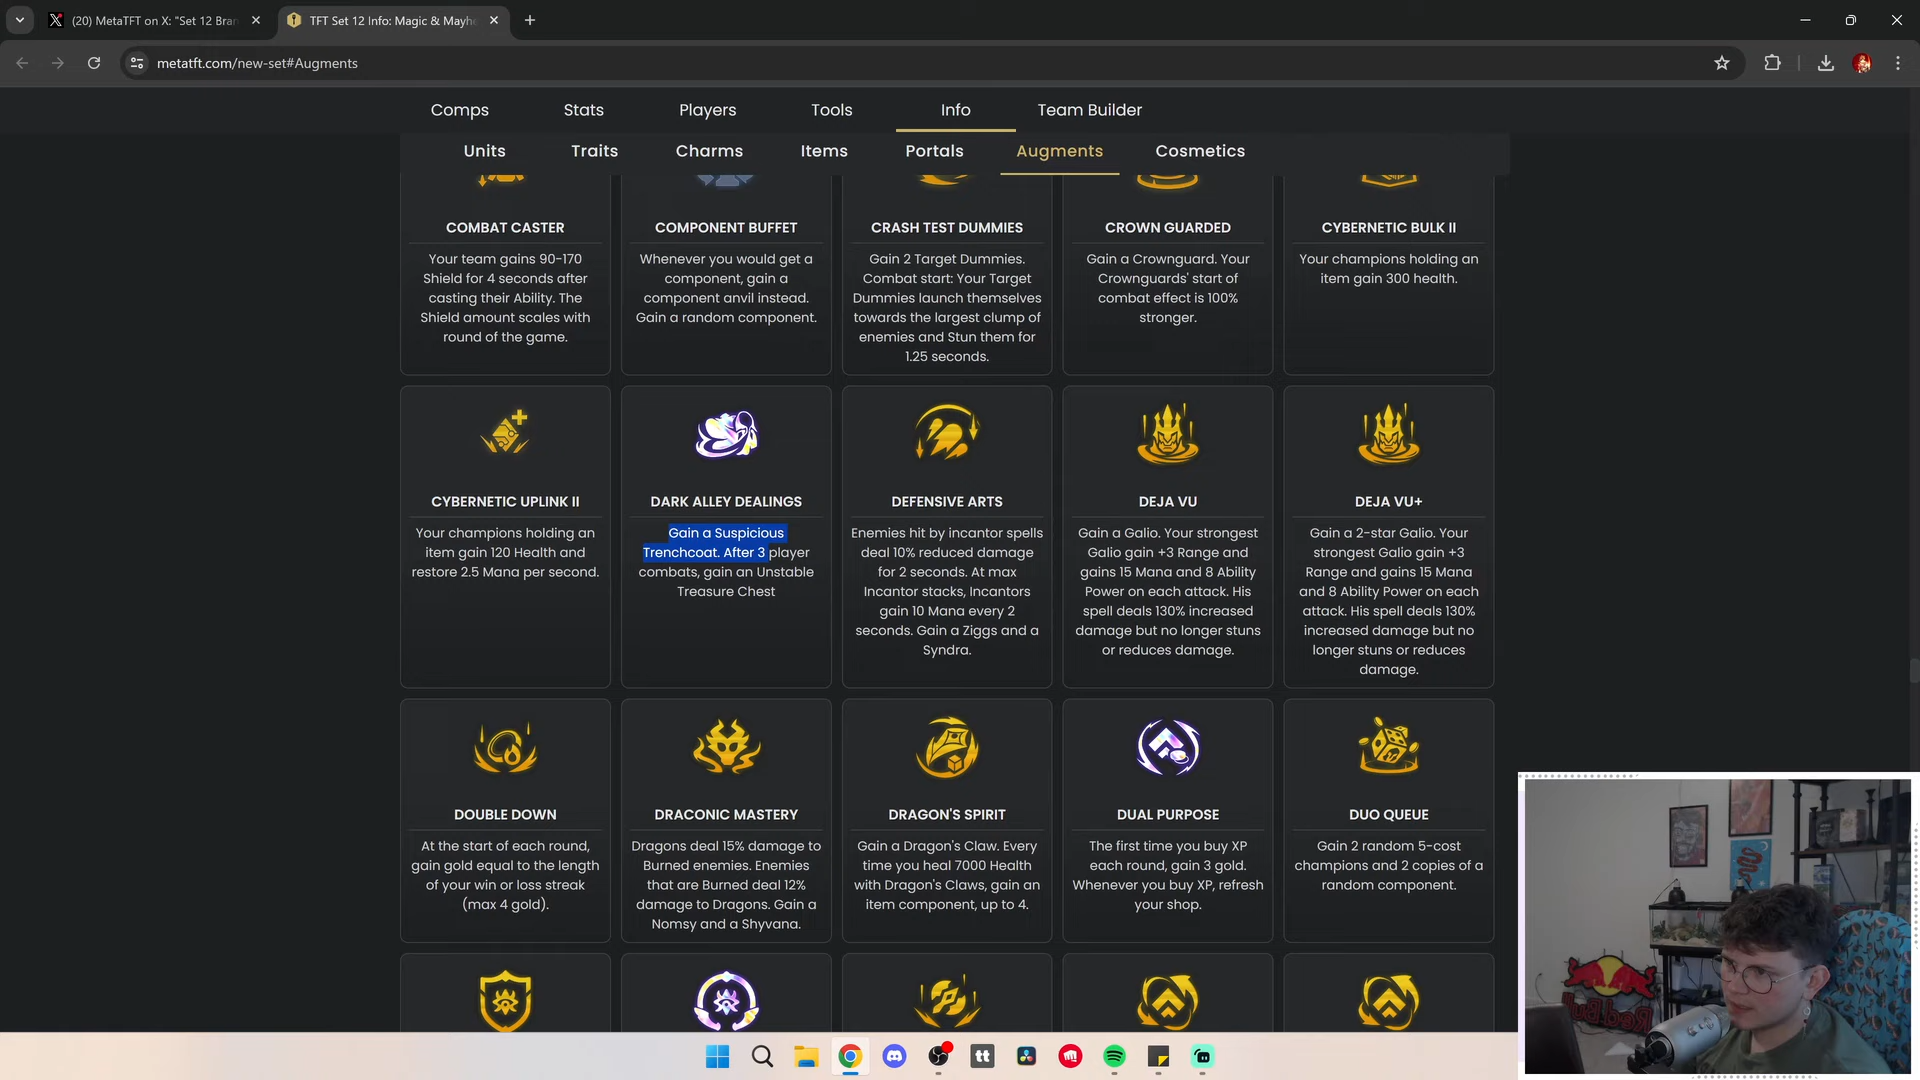 (20) MetaTFT on X: "Set 12 Bran
TFT Set 12 Info: Magic & Mayhe
metatft.com/new-set#Augments
Comps Stats Players Tools Info Team Builder
Units Traits Charms Items Portals Augments Cosmetics
COMBAT CASTER
Your team gains 90-170
Shield for 4 seconds after
casting their Ability. The
Shield amount scales with
round of the game.
COMPONENT BUFFET
Whenever you would get a
component, gain a
component anvil instead.
Gain a random component.
CRASH TEST DUMMIES
Gain 2 Target Dummies.
Combat start: Your Target
Dummies launch themselves
towards the largest clump of
enemies and Stun them for
1.25 seconds.
CROWN GUARDED
Gain a Crownguard. Your
Crownguards' start of
combat effect is 100%
stronger.
CYBERNETIC BULK II
Your champions holding an
item gain 300 health.
CYBERNETIC UPLINK II
Your champions holding an
item gain 120 Health and
restore 2.5 Mana per second.
DARK ALLEY DEALINGS
Gain a Suspicious
Trenchcoat. After 3 player
combats, gain an Unstable
Treasure Chest
DEFENSIVE ARTS
Enemies hit by incantor spells
deal 10% reduced damage
for 2 seconds. At max
Incantor stacks, Incantors
gain 10 Mana every 2
seconds. Gain a Ziggs and a
Syndra.
DEJA VU
Gain a Galio. Your strongest
Galio gain +3 Range and
gains 15 Mana and 8 Ability
Power on each attack. His
spell deals 130% increased
damage but no longer stuns
or reduces damage.
DEJA VU+
Gain a 2-star Galio. Your
strongest Galio gain +3
Range and gains 15 Mana
and 8 Ability Power on each
attack. His spell deals 130%
increased damage but no
longer stuns or reduces
damage.
DOUBLE DOWN
At the start of each round,
gain gold equal to the length
of your win or loss streak
(max 4 gold).
DRACONIC MASTERY
Dragons deal 15% damage to
Burned enemies. Enemies
that are Burned deal 12%
damage to Dragons. Gain a
Nomsy and a Shyvana.
DRAGON'S SPIRIT
Gain a Dragon's Claw. Every
time you heal 7000 Health
with Dragon's Claws, gain an
item component, up to 4.
DUAL PURPOSE
The first time you buy XP
each round, gain 3 gold.
Whenever you buy XP, refresh
your shop.
DUO QUEUE
Gain 2 random 5-cost
champions and 2 copies of a
random component.
tt
Red Bull